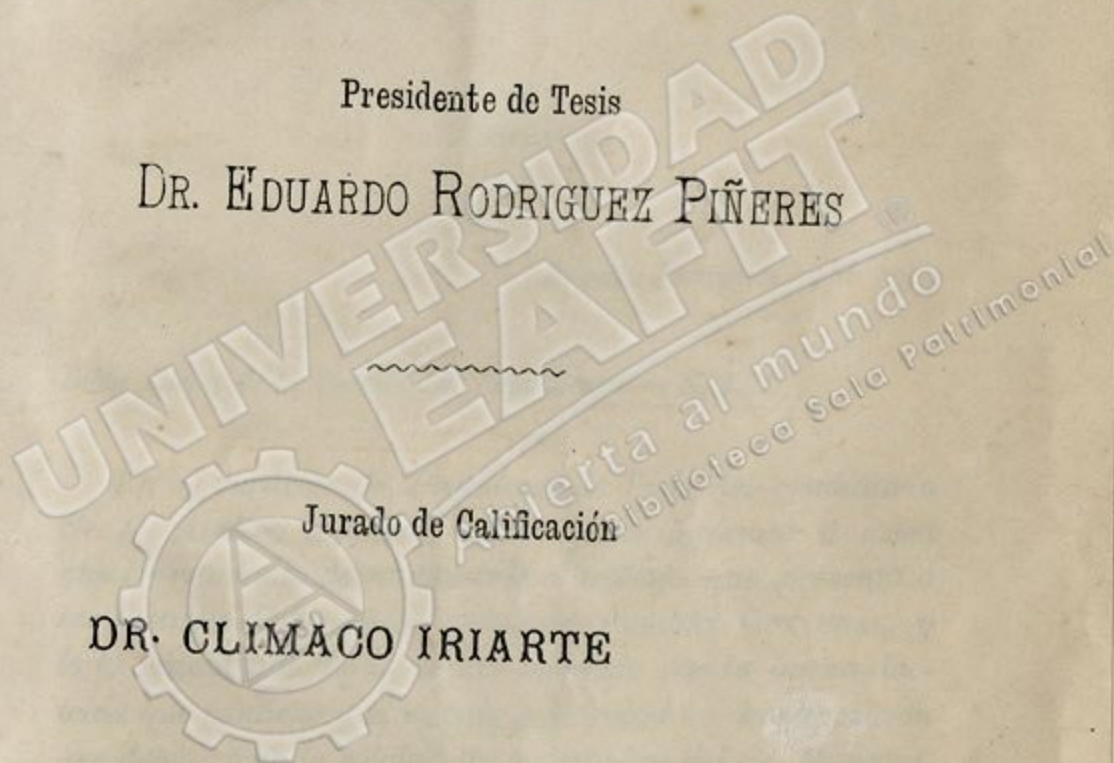 Presidente de Tesis
DR. EDUARDO RODRIGUEZ PIÑERES
Jurado de Calificación
DR. CLIMACO IRIARTE
UNIVERSIDAD
EAFIT®
Abierta al mundo
Biblioteca Sala Patrimonial